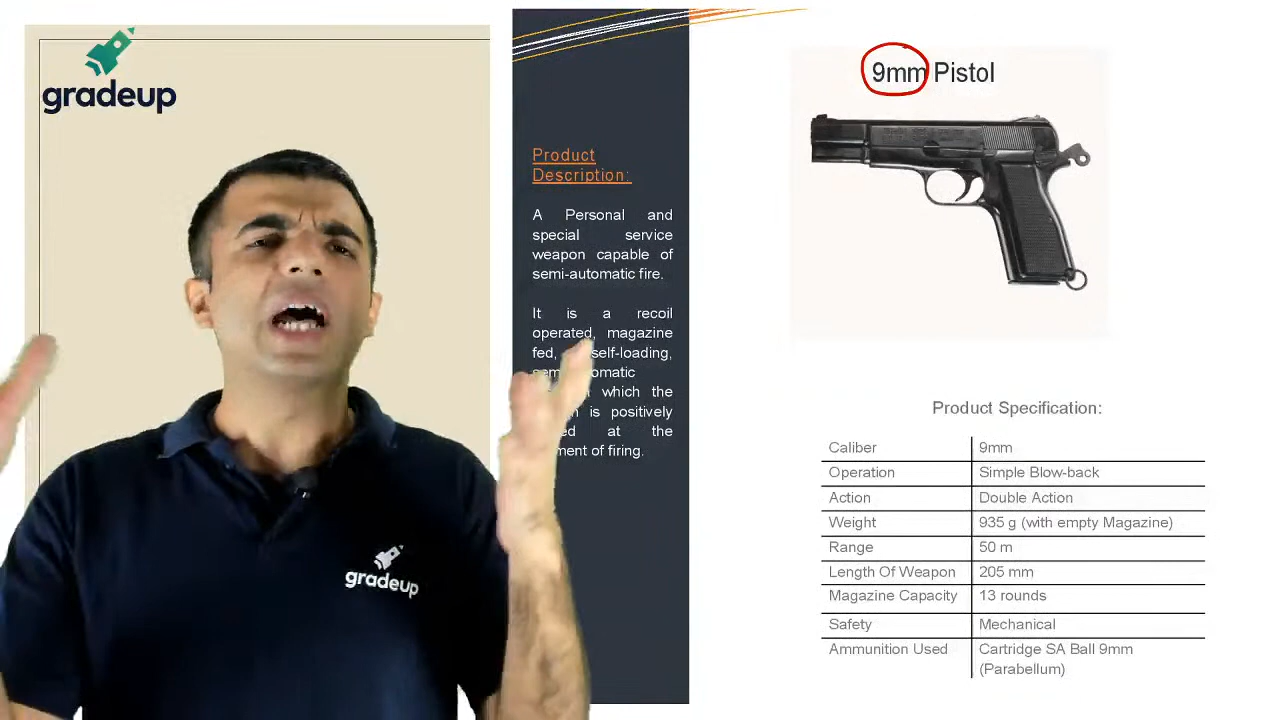 gradeup
Product
Description:
A Personal and
special service
weapon capable of
semi-automatic fire.
It is a recoil
operated, magazine
fed, self-loading,
which the
is positively
at the
of firing.
gradeup
9mm Pistol
Product Specification:
Caliber 9mm
Operation Simple Blow-back
Action Double Action
Weight 935 g (with empty Magazine)
Range 50 m
Length Of Weapon 205 mm
Magazine Capacity 13 rounds
Safety Mechanical
Ammunition Used Cartridge SA Ball 9mm
(Parabellum)